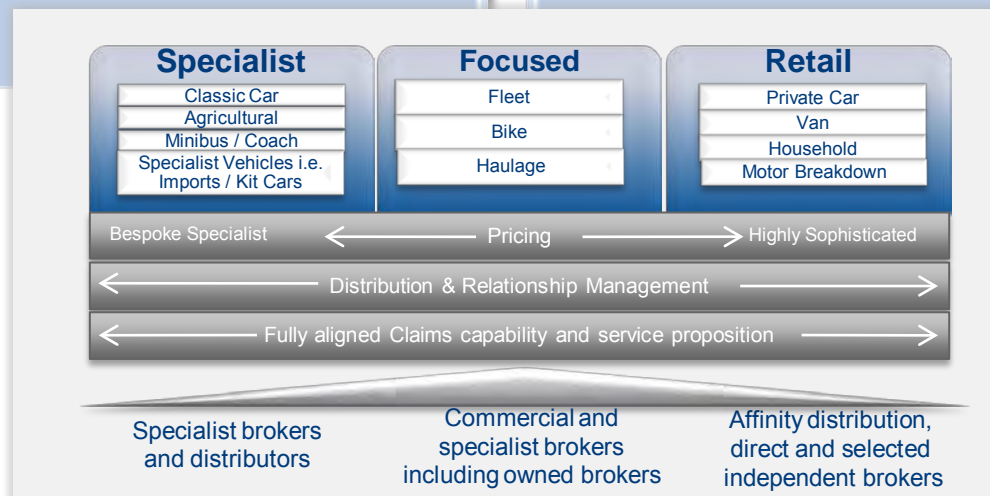 Specialist
Classic Car
Agricultural
Minibus / Coach
Specialist Vehicles i.e.
Imports / Kit Cars
Focused
Fleet
Bike
Haulage
Retail
Private Car
Van
Household
Motor Breakdown
Bespoke Specialist
Pricing
Highly Sophisticated
Distribution & Relationship Management
Fully aligned Claims capability and service proposition
Specialist brokers
and distributors
Commercial and
specialist brokers
including owned brokers
Affinity distribution,
direct and selected
independent brokers